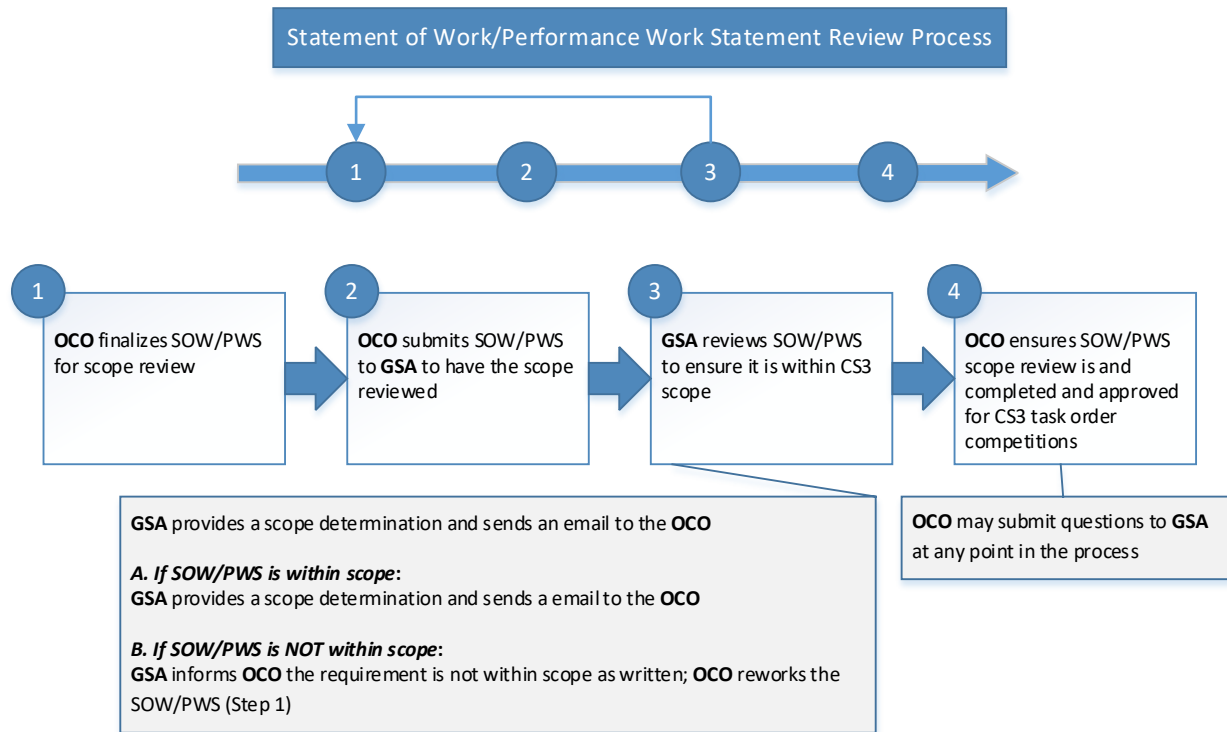 Statement of Work/Performance Work Statement Review Process
1
2
3
4
1
OCO finalizes SOW/PWS
for scope review
2
OCO submits SOW/PWS
to GSA to have the scope
reviewed
3
GSA reviews SOW/PWS
to ensure it is within CS3
scope
4
OCO ensures SOW/PWS
scope review is and
completed and approved
for CS3 task order
competitions
GSA provides a scope determination and sends an email to the OCO
A. If SOW/PWS is within scope:
GSA provides a scope determination and sends a email to the OCO
B. If SOW/PWS is NOT within scope:
GSA informs OCO the requirement is not within scope as written; OCO reworks the
SOW/PWS (Step 1)
OCO may submit questions to GSA
at any point in the process